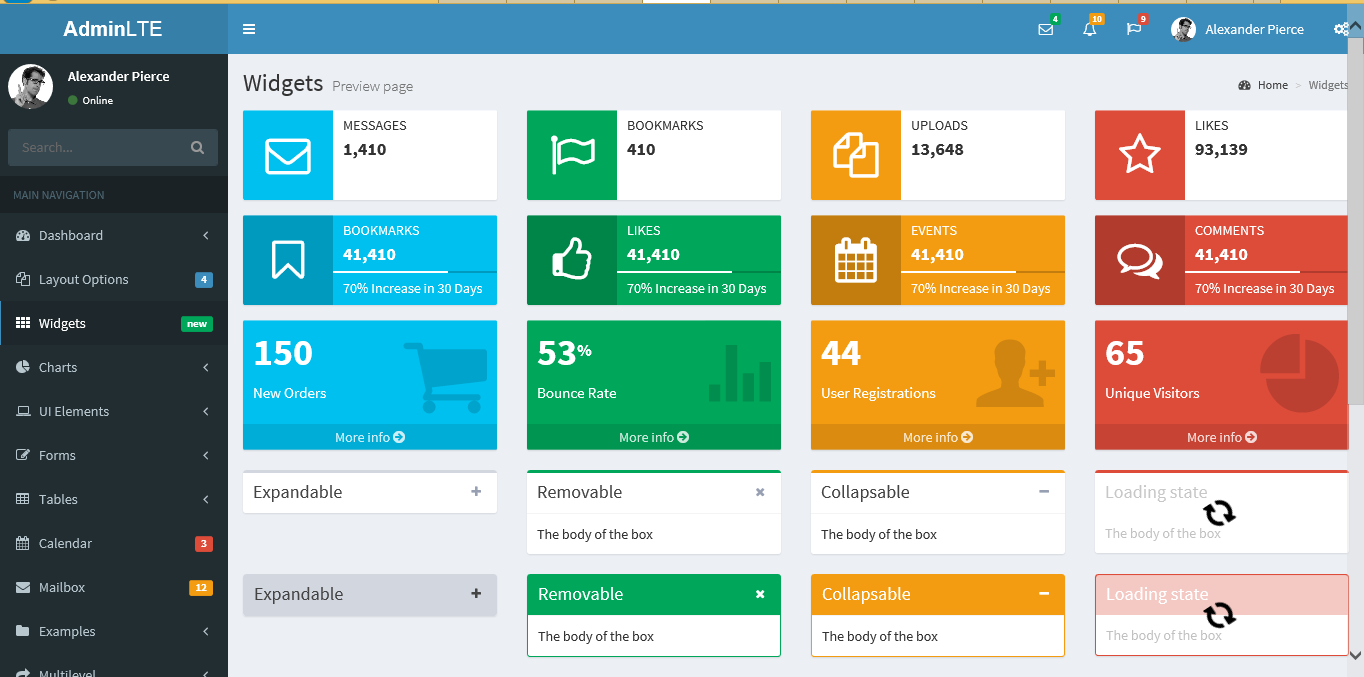 AdminLTE
4
10
9
Alexander Pierce
Alexander Pierce
Online
Search...
MAIN NAVIGATION
Dashboard
Layout Options 4
Widgets new
Charts
UI Elements
Forms
Tables
Calendar 3
Mailbox 12
Examples
Multilevel
Widgets Preview page
Home > Widgets
MESSAGES
1,410
BOOKMARKS
410
UPLOADS
13,648
LIKES
93,139
BOOKMARKS
41,410
70% Increase in 30 Days
LIKES
41,410
70% Increase in 30 Days
EVENTS
41,410
70% Increase in 30 Days
COMMENTS
41,410
70% Increase in 30 Days
150
New Orders
More info
53%
Bounce Rate
More info
44
User Registrations
More info
65
Unique Visitors
More info
Expandable
Removable
The body of the box
Collapsable
The body of the box
Loading state
The body of the box
Expandable
Removable
The body of the box
Collapsable
The body of the box
Loading state
The body of the box